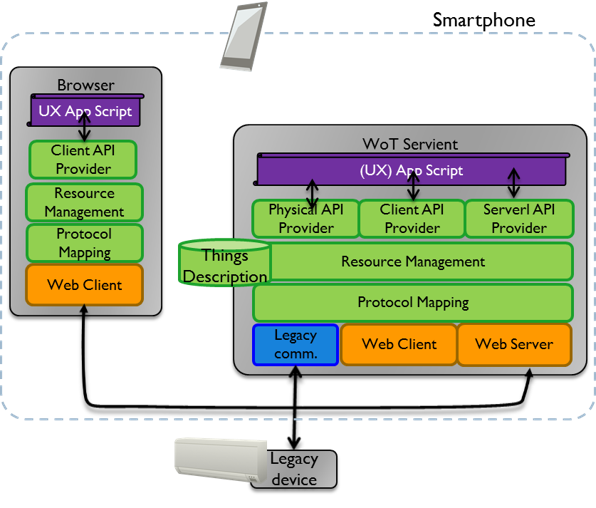 Smartphone
Browser
UX App Script
Client API
Provider
Resource
Management
Protocol
Mapping
Web Client
WoT Servient
(UX) App Script
Physical API
Provider
Client API
Provider
Serverl API
Provider
Things
Description
Resource Management
Protocol Mapping
Legacy
comm.
Web Client
Web Server
Legacy
device